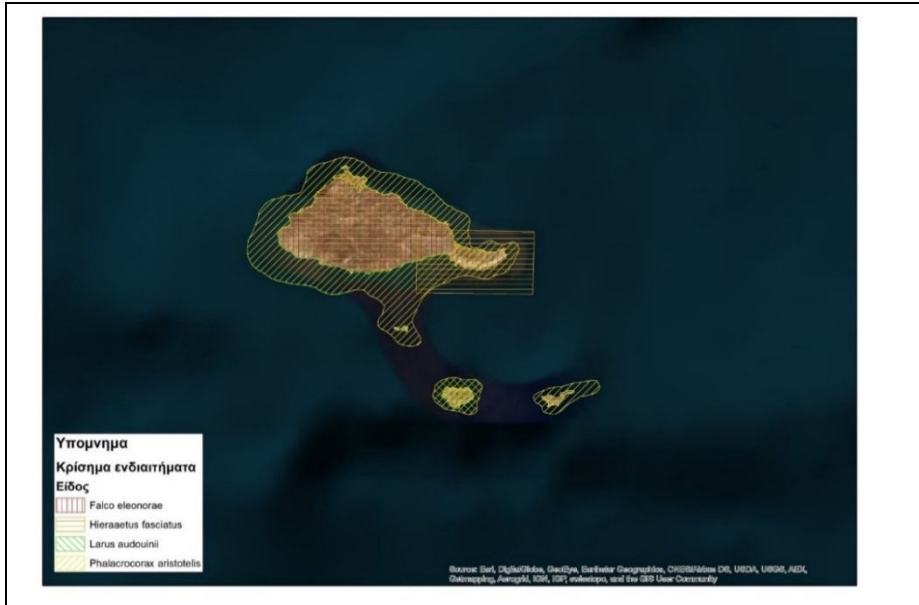 Υπομνημα
Κρίσημα ενδιαιτήματα
Είδος
Falco eleonorae
Hieraaetus fasciatus
Larus audouinii
Phalacrocorax aristotelis
Source: Esri, DigitalGlobe, GeoEye, Earthstar Geographics, CNES/Airbus DS, USDA, USGS, AEX,
Getmapping, Aerogrid, IGN, IGP, swisstopo, and the GIS User Community